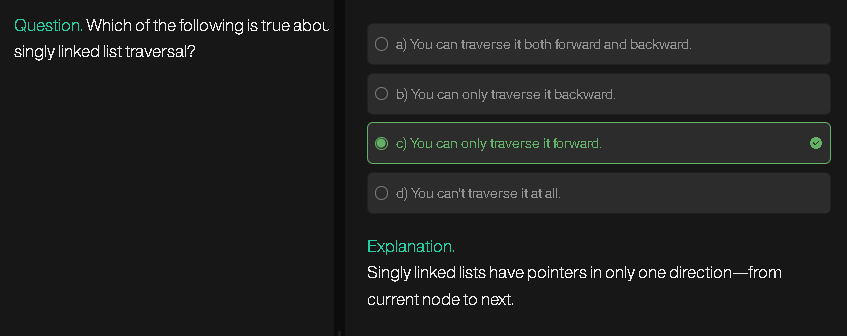 Question. Which of the following is true abou
singly linked list traversal?
a) You can traverse it both forward and backward.
b) You can only traverse it backward.
c) You can only traverse it forward.
d) You can't traverse it at all.
Explanation.
Singly linked lists have pointers in only one direction—from
current node to next.